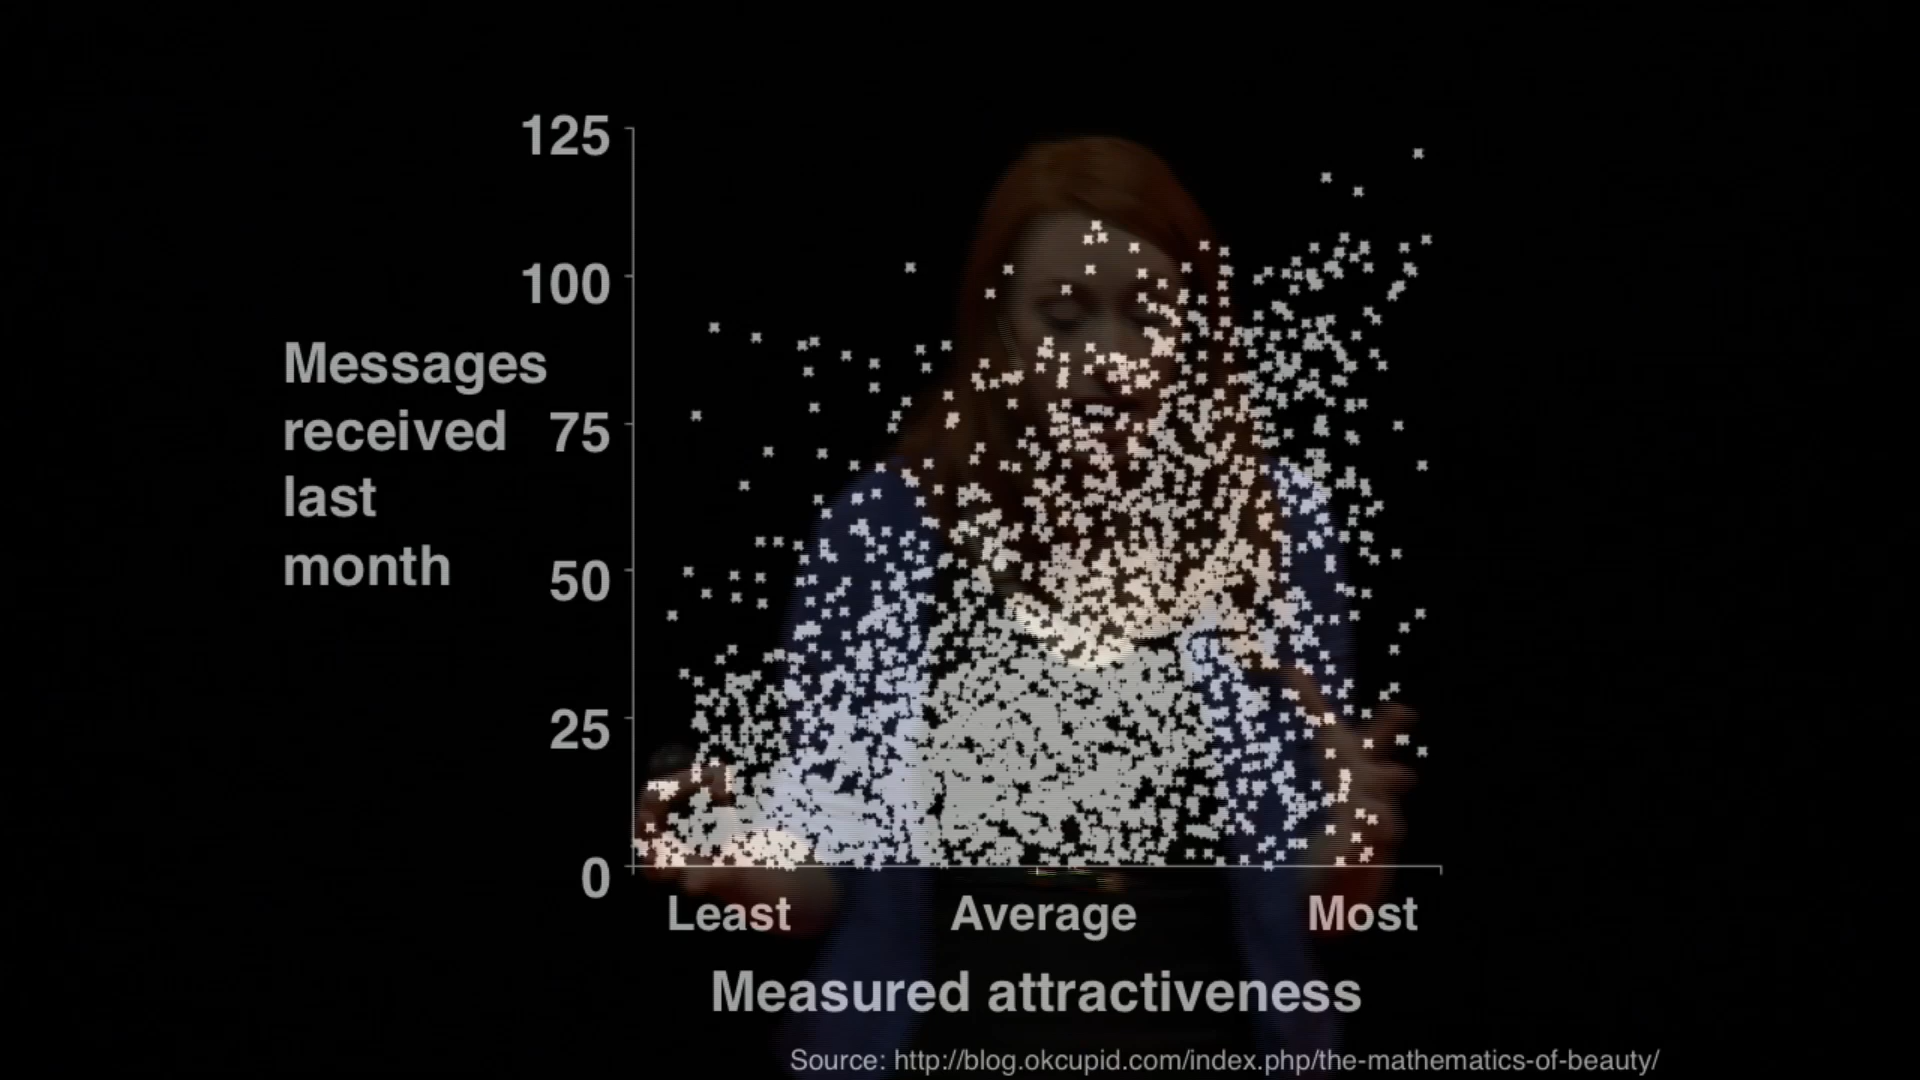 125
100
Messages
received
last
month
75
50
25
0
Least Average Most
Measured attractiveness
Source: http://blog.okcupid.com/index.php/the-mathematics-of-beauty/